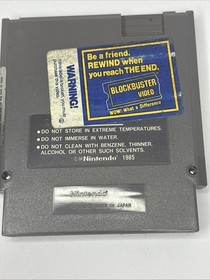 Be a friend.
REWIND when
you reach THE END.
BLOCKBUSTER
VIDEO
WOW! What a Difference
WARNING!
•DO NOT STORE IN EXTREME TEMPERATURES.
•DO NOT IMMERSE IN WATER.
•DO NOT CLEAN WITH BENZENE, THINNER,
ALCOHOL OR OTHER SUCH SOLVENTS.
©Nintendo 1985
Nintendo
IN JAPAN